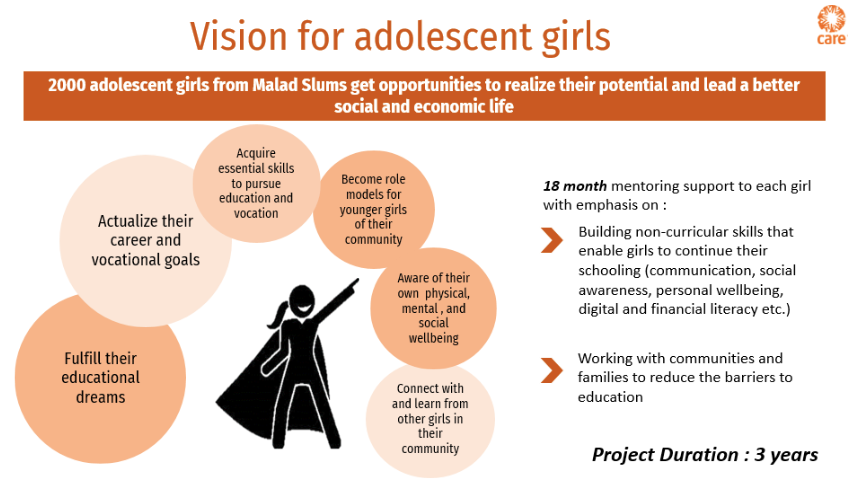 Vision for adolescent girls
care
2000 adolescent girls from Malad Slums get opportunities to realize their potential and lead a better
social and economic life
Fulfill their
educational
dreams
Actualize their
career and
vocational goals
Acquire
essential skills
to pursue
education and
vocation
Become role
models for
younger girls
of their
community
Aware of their
own physical,
mental , and
social
wellbeing
Connect with
and learn from
other girls in
their
community
18 month mentoring support to each girl
with emphasis on :
Building non-curricular skills that
enable girls to continue their
schooling (communication, social
awareness, personal wellbeing,
digital and financial literacy etc.)
Working with communities and
families to reduce the barriers to
education
Project Duration : 3 years